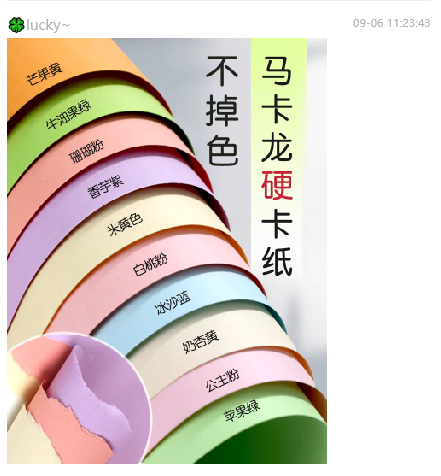 lucky~
09-06 11:23:43
马卡龙硬卡纸
不掉色
芒果黄
牛油果绿
珊瑚粉
香芋紫
头黄色
白桃粉
冰沙蓝
奶杏黄
公主粉
苹果绿